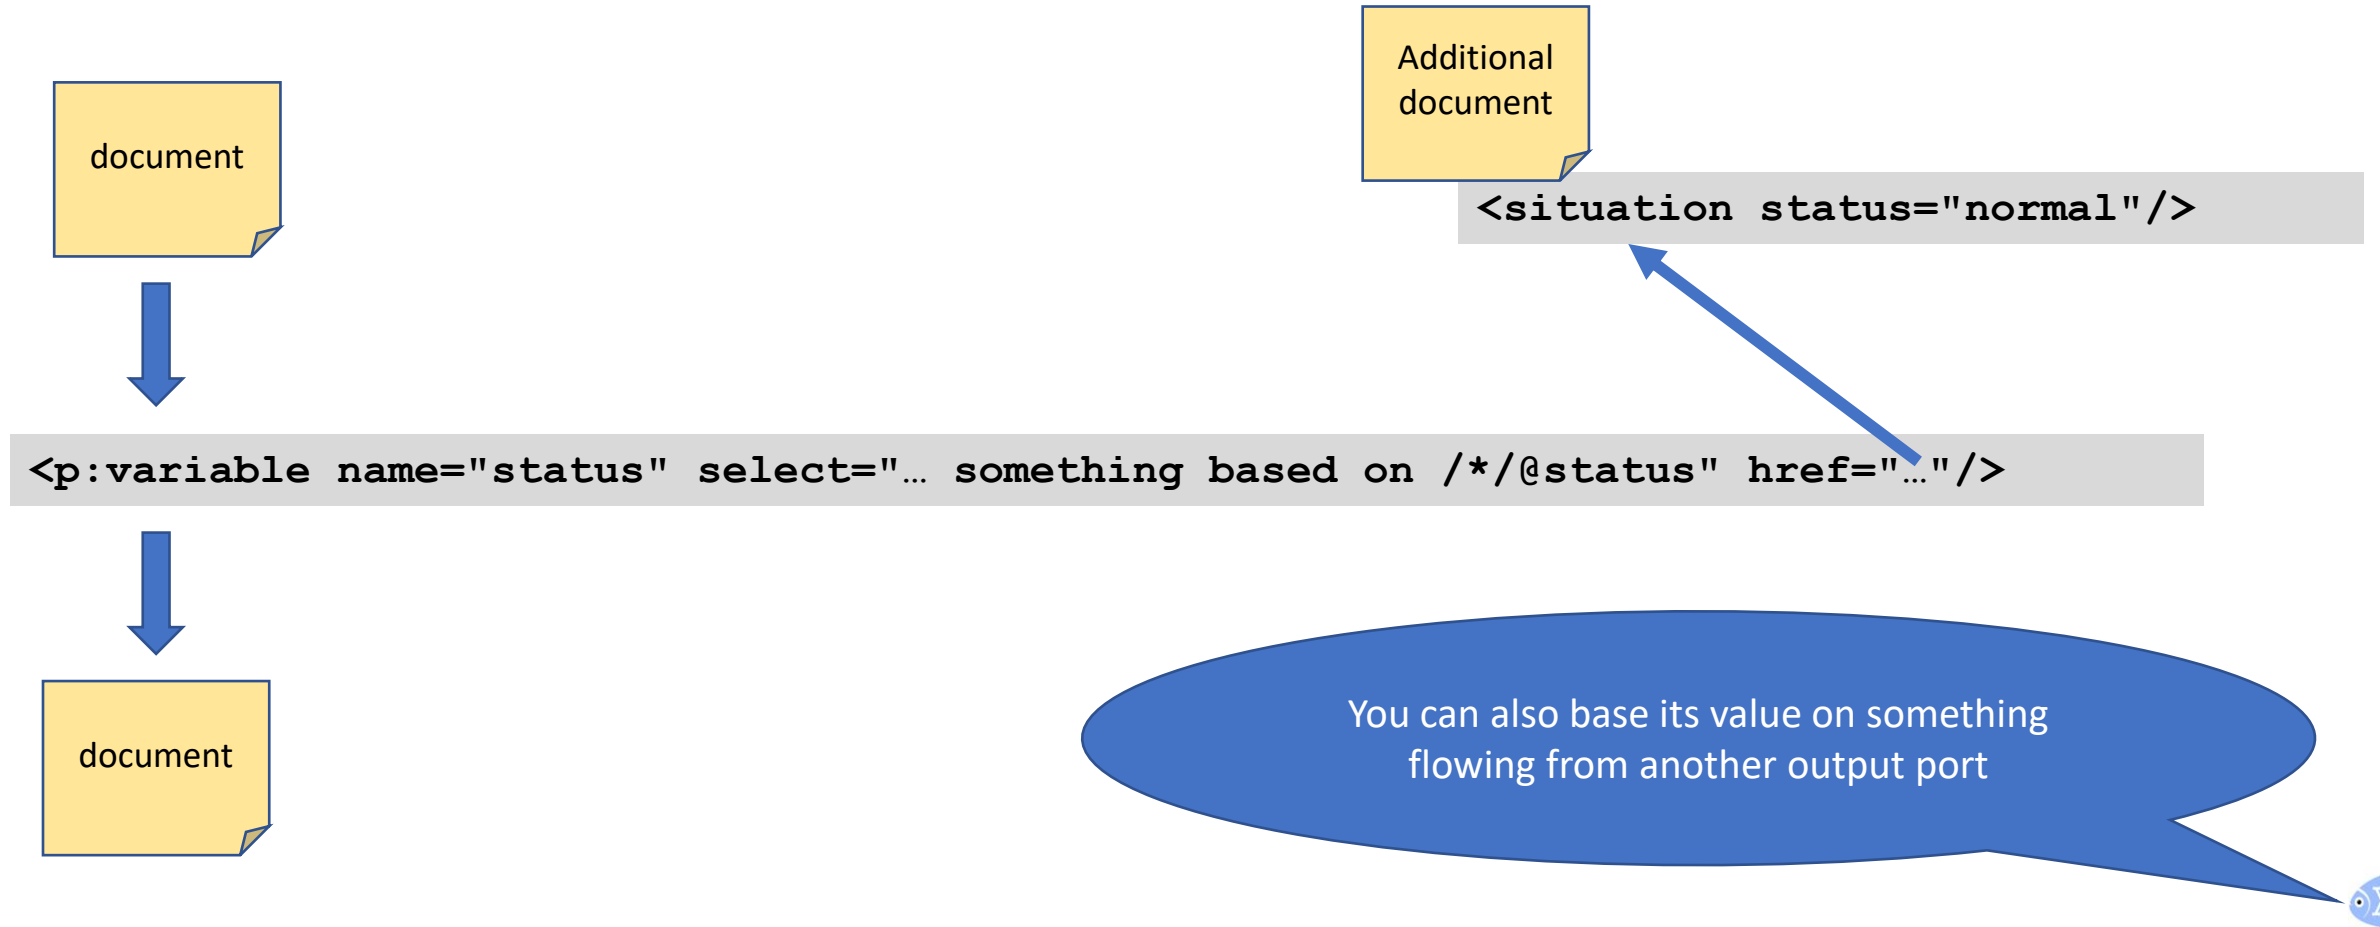 Additional
document
document
<situation status="normal"/>
<p:variable name="status" select="… something based on /*/@status" href="…"/>
You can also base its value on something
flowing from another output port
document